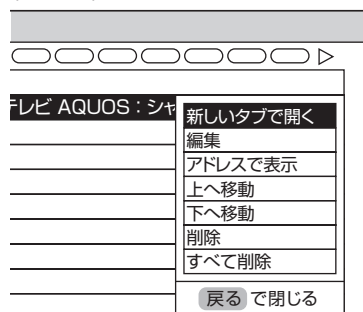 テレビ AQUOS：シャ
新しいタブで開く
編集
アドレスで表示
上へ移動
下へ移動
削除
すべて削除
戻る で閉じる